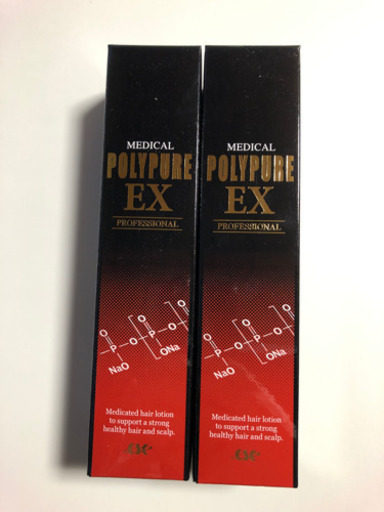 MEDICAL
POLYPURE
EX
PROFESSIONAL
O
O
O
P
O
P
O
NaO
ONa
Medicated hair lotion
to support a strong
healthy hair and scalp.
CSC
MEDICAL
POLYPURE
EX
PROFESSIONAL
O
O
O
P
O
P
O
NaO
ONa
Medicated hair lotion
to support a strong
healthy hair and scalp.
CSC